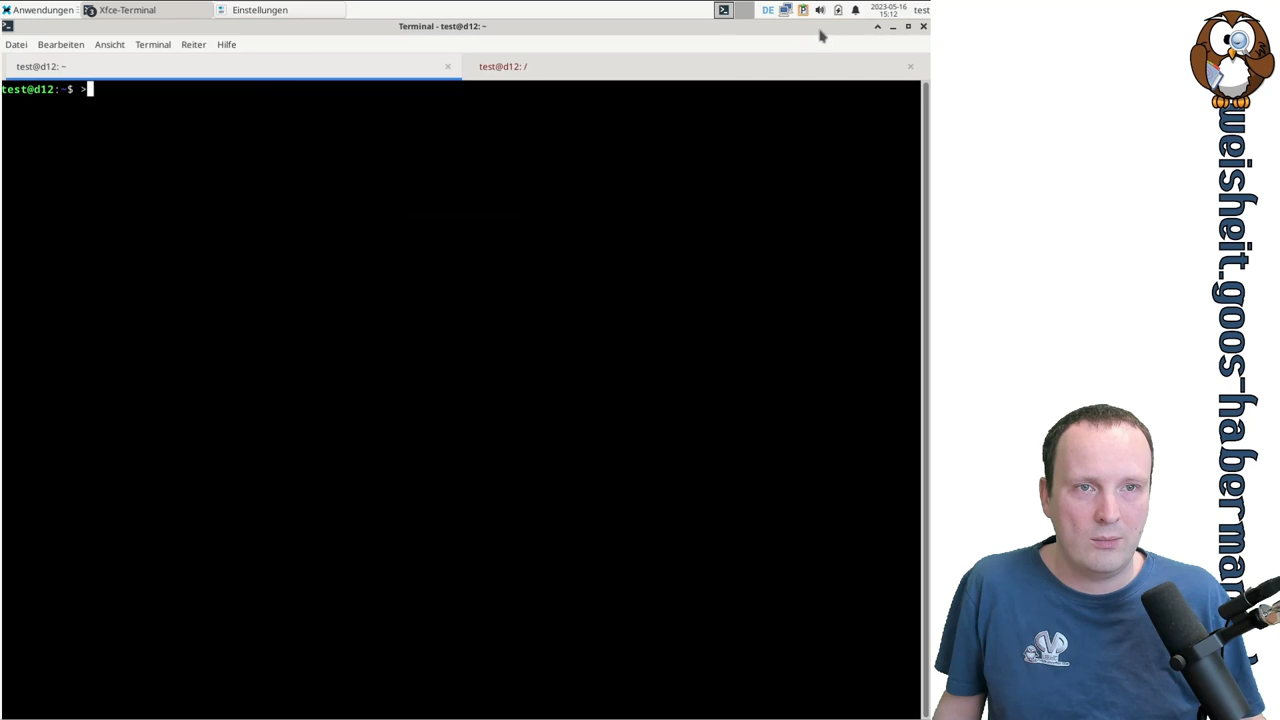 Anwendungen
Xfce-Terminal
Einstellungen
DE
2023-05-16
15:12
test
Terminal - test@d12: ~
Datei Bearbeiten Ansicht Terminal Reiter Hilfe
test@d12: ~
test@d12: /
test@d12:~$ >
weisheit.goos-haberma